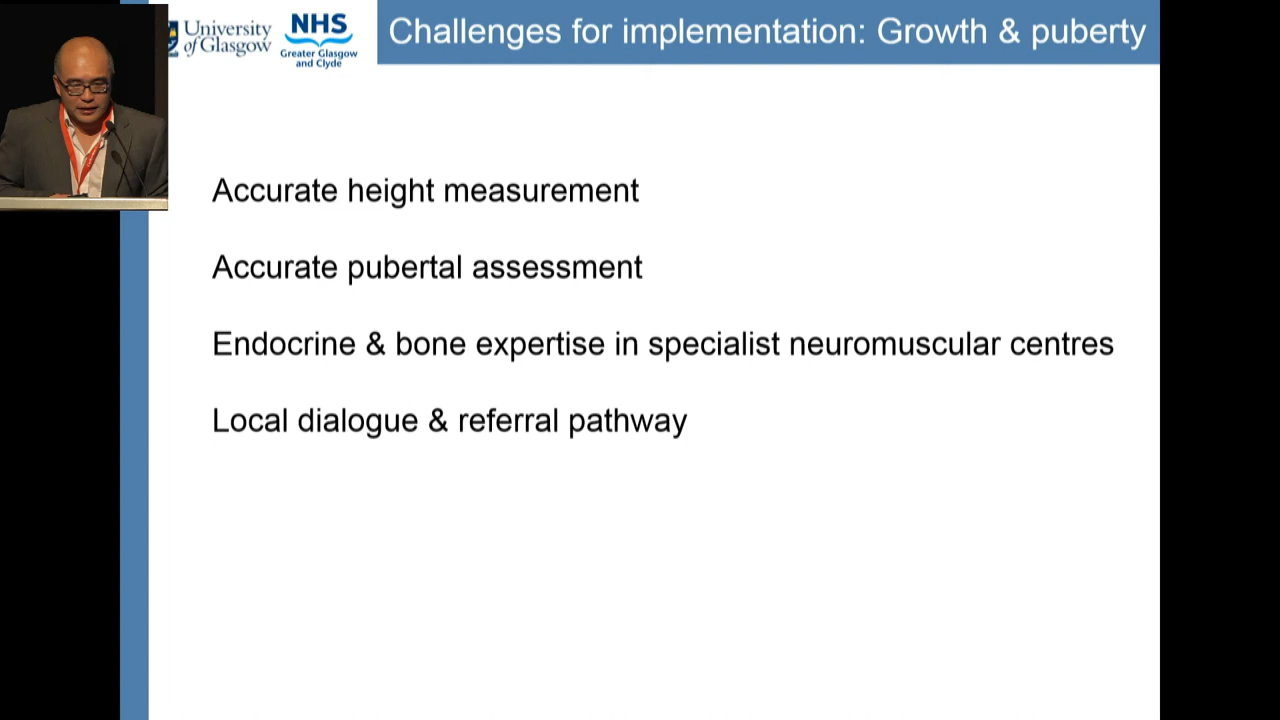 University
of Glasgow
NHS
Greater Glasgow
and Clyde
Challenges for implementation: Growth & puberty
Accurate height measurement
Accurate pubertal assessment
Endocrine & bone expertise in specialist neuromuscular centres
Local dialogue & referral pathway